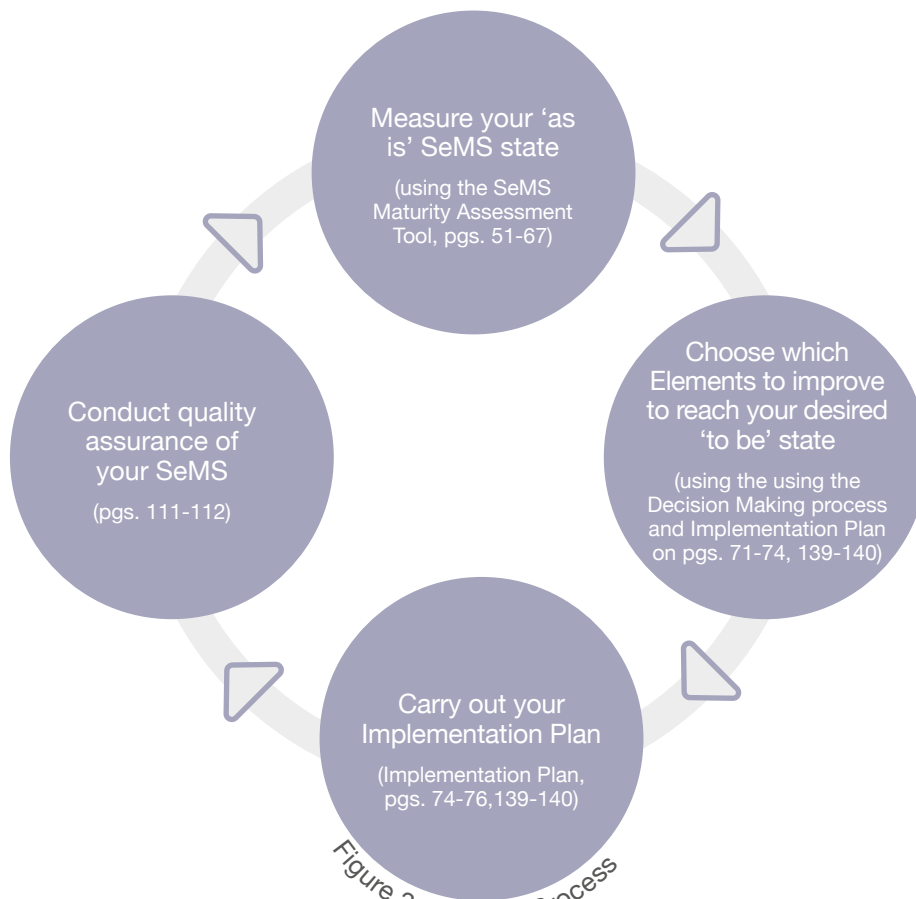 Measure your ‘as
is’ SeMS state
(using the SeMS
Maturity Assessment
Tool, pgs. 51-67)
Choose which
Elements to improve
to reach your desired
‘to be’ state
(using the using the
Decision Making process
and Implementation Plan
on pgs. 71-74, 139-140)
Carry out your
Implementation Plan
(Implementation Plan,
pgs. 74-76,139-140)
Conduct quality
assurance of
your SeMS
(pgs. 111-112)
Figure